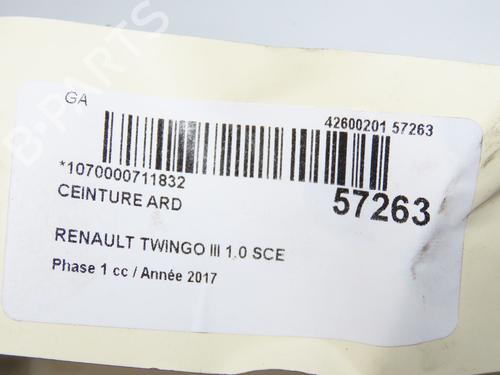 B-PARTS
GA
42600201 57263
*1070000711832
CEINTURE ARD
57263
RENAULT TWINGO III 1.0 SCE
Phase 1 cc / Année 2017